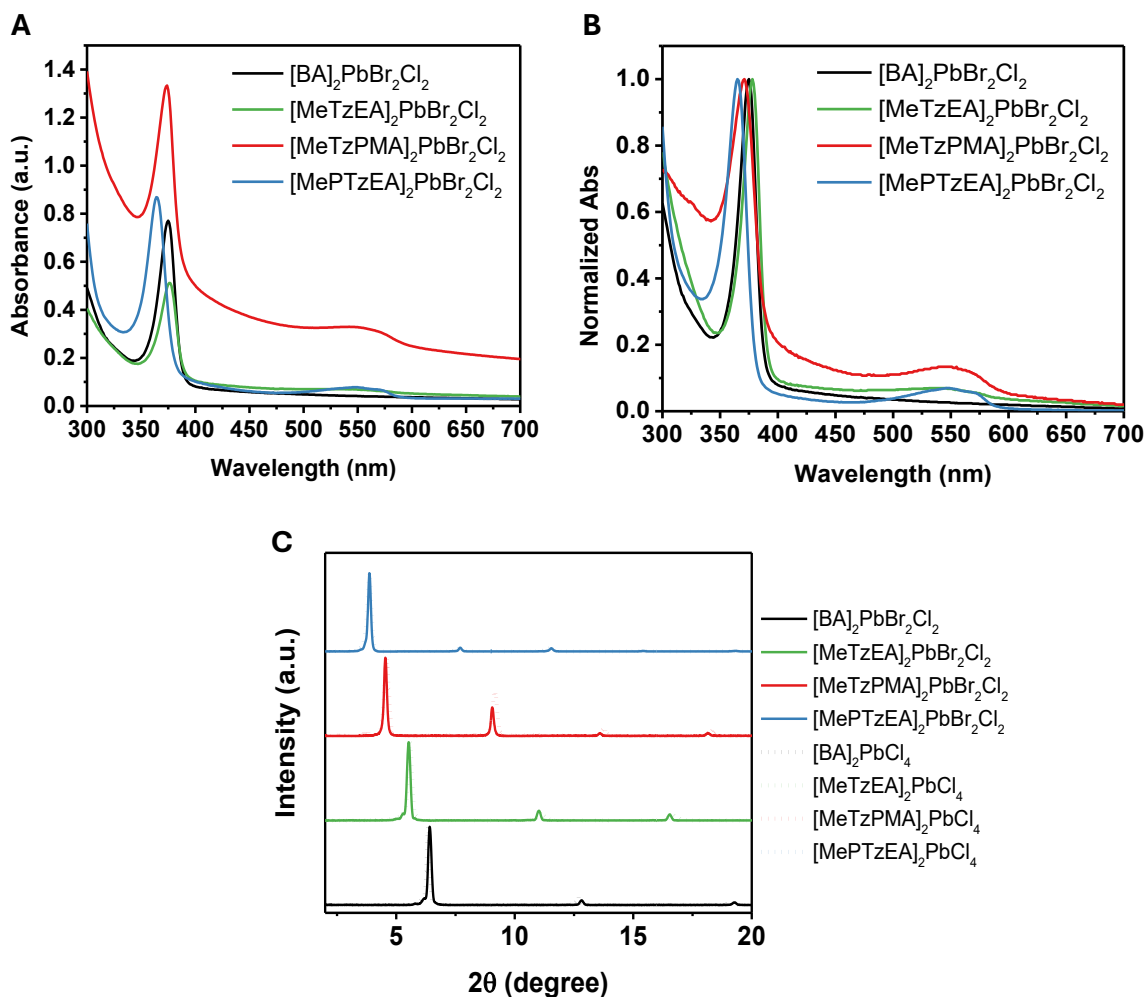 A
Absorbance (a.u.)
1.4
1.2
1.0
0.8
0.6
0.4
0.2
0.0
[BA]₂PbBr₂Cl₂
[MeTzEA]₂PbBr₂Cl₂
[MeTzPMA]₂PbBr₂Cl₂
[MePTzEA]₂PbBr₂Cl₂
300 350 400 450 500 550 600 650 700
Wavelength (nm)
B
Normalized Abs
1.0
0.8
0.6
0.4
0.2
0.0
[BA]₂PbBr₂Cl₂
[MeTzEA]₂PbBr₂Cl₂
[MeTzPMA]₂PbBr₂Cl₂
[MePTzEA]₂PbBr₂Cl₂
300 350 400 450 500 550 600 650 700
Wavelength (nm)
C
Intensity (a.u.)
5 10 15 20
2θ (degree)
[BA]₂PbBr₂Cl₂
[MeTzEA]₂PbBr₂Cl₂
[MeTzPMA]₂PbBr₂Cl₂
[MePTzEA]₂PbBr₂Cl₂
[BA]₂PbCl₄
[MeTzEA]₂PbCl₄
[MeTzPMA]₂PbCl₄
[MePTzEA]₂PbCl₄